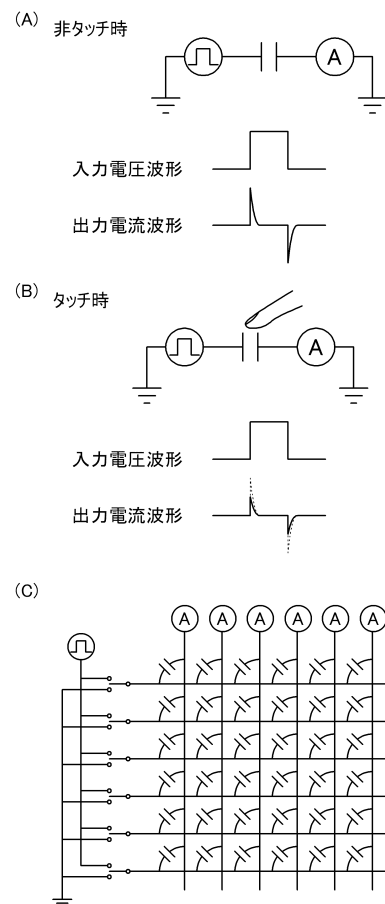 (A) 非タッチ時
A
入力電圧波形
出力電流波形
(B) タッチ時
A
入力電圧波形
出力電流波形
(C)
A A A A A A